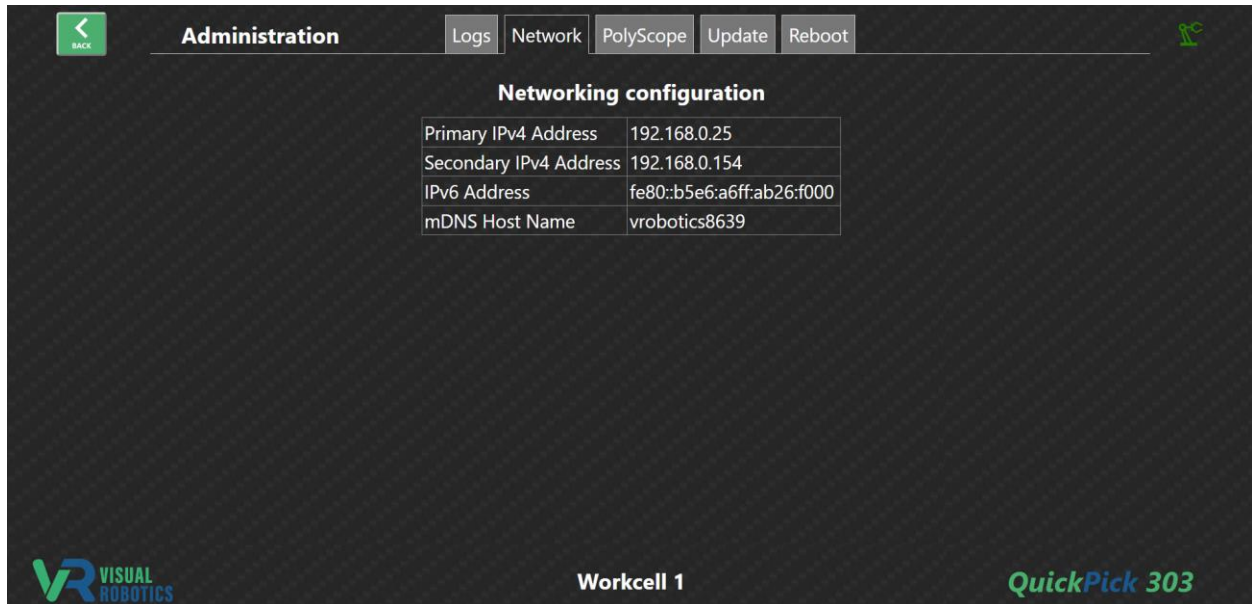 BACK
Administration
Logs Network PolyScope Update Reboot
Networking configuration
Primary IPv4 Address 192.168.0.25
Secondary IPv4 Address 192.168.0.154
IPv6 Address fe80::b5e6:a6ff:ab26:f000
mDNS Host Name vrobotics8639
VR VISUAL
ROBOTICS
Workcell 1
QuickPick 303